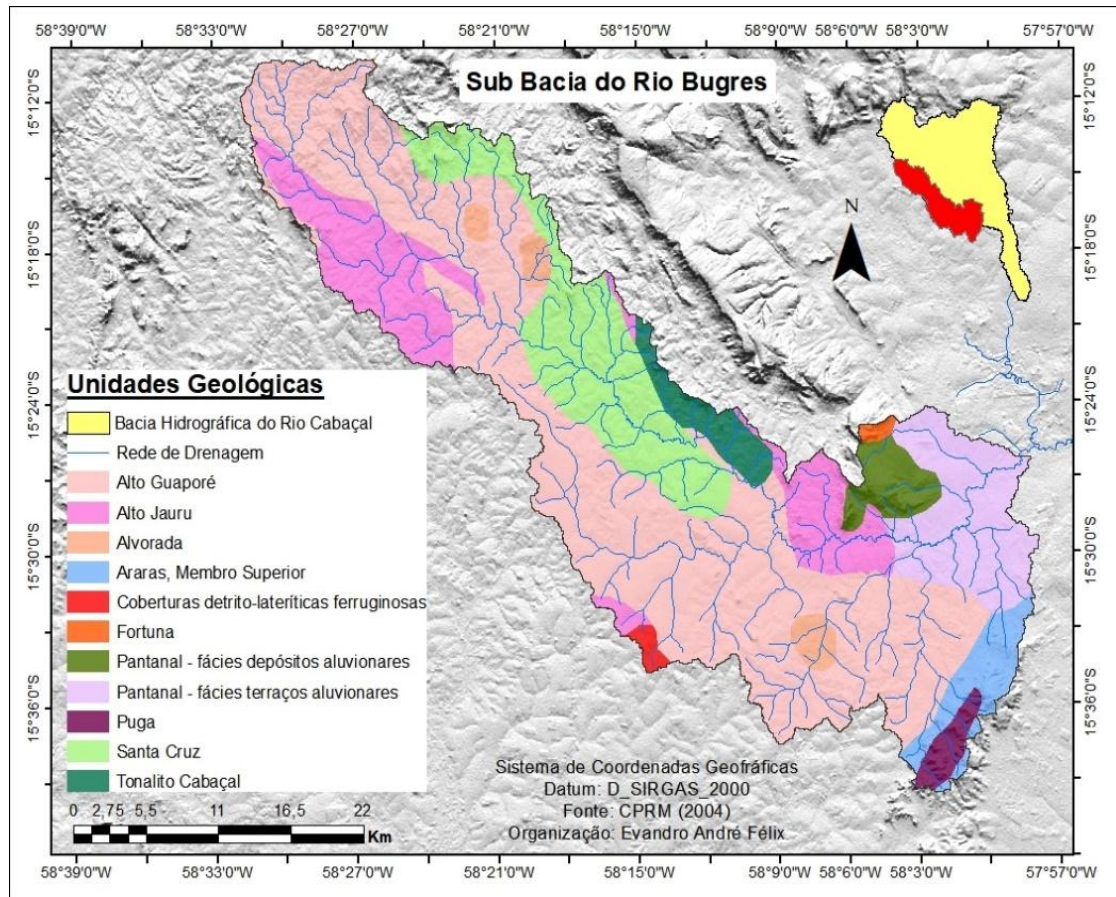 58°39'0"S 58°33'0"S 58°27'0"S 58°21'0"S 58°15'0"S 58°9'0"S 58°6'0"S 58°3'0"S 57°57'0"S
Sub Bacia do Rio Bugres
15°12'0"S
15°12'0"S
N
15°18'0"S
15°18'0"S
15°24'0"S
15°24'0"S
Unidades Geológicas
Bacia Hidrográfica do Rio Cabaçal
Rede de Drenagem
Alto Guaporé
Alto Jauru
Alvorada
Araras, Membro Superior
Coberturas detrito-lateríticas ferruginosas
Fortuna
Pantanal - fácies depósitos aluvionares
Pantanal - fácies terraços aluvionares
Puga
Santa Cruz
Tonalito Cabaçal
15°30'0"S
15°30'0"S
15°36'0"S
15°36'0"S
0 2,75 5,5 11 16,5 22
Km
Sistema de Coordenadas Geofráficas
Datum: D_SIRGAS_2000
Fonte: CPRM (2004)
Organização: Evandro André Félix
58°39'0"S 58°33'0"S 58°27'0"S 58°21'0"S 58°15'0"S 58°9'0"S 58°6'0"S 58°3'0"S 57°57'0"S